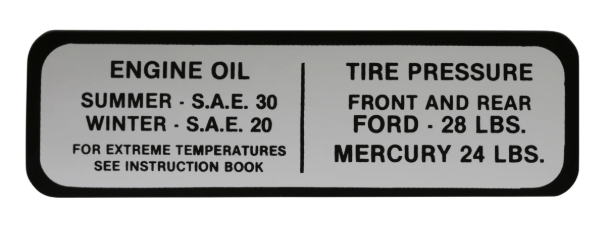 ENGINE OIL
SUMMER - S.A.E. 30
WINTER - S.A.E. 20
FOR EXTREME TEMPERATURES
SEE INSTRUCTION BOOK
TIRE PRESSURE
FRONT AND REAR
FORD - 28 LBS.
MERCURY 24 LBS.